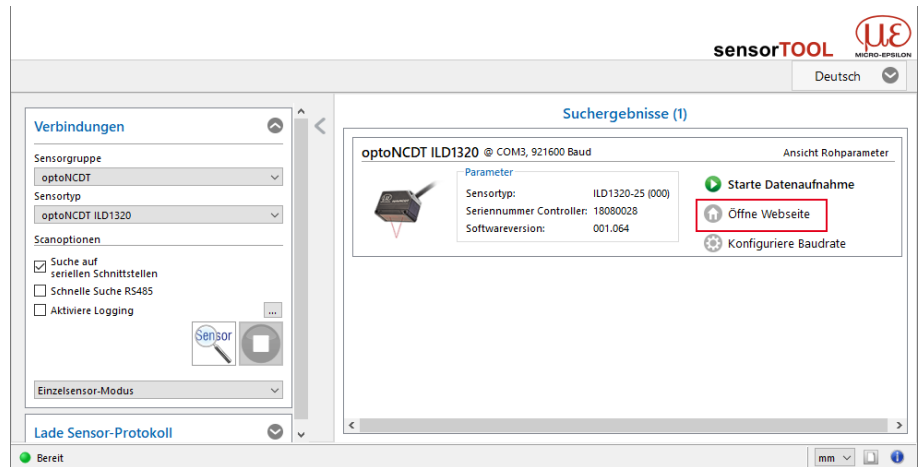 sensorTOOL
MICRO-EPSILON
Deutsch
Verbindungen
Sensorgruppe
optoNCDT
Sensortyp
optoNCDT ILD1320
Scanoptionen
Suche auf
seriellen Schnittstellen
Schnelle Suche RS485
Aktiviere Logging
...
Sensor
Einzelsensor-Modus
Lade Sensor-Protokoll
Suchergebnisse (1)
optoNCDT ILD1320 @ COM3, 921600 Baud
Ansicht Rohparameter
Parameter
Sensortyp: ILD1320-25 (000)
Seriennummer Controller: 18080028
Softwareversion: 001.064
Starte Datenaufnahme
Öffne Webseite
Konfiguriere Baudrate
Bereit
mm